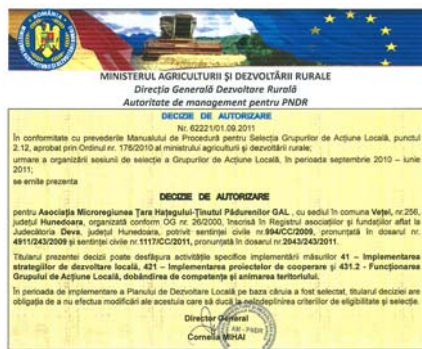 ROMÂNIA
MINISTERUL AGRICULTURII ȘI DEZVOLTĂRII RURALE
Direcția Generală Dezvoltare Rurală
Autoritate de management pentru PNDR
DECIZIE DE AUTORIZARE
Nr. 62221/01.09.2011
În conformitate cu prevederile Manualului de Procedură pentru Selecția Grupurilor de Acțiune Locală, punctul
2.12, aprobat prin Ordinul nr. 176/2010 al ministrului agriculturii și dezvoltării rurale;
urmare a organizării sesiunii de selecție a Grupurilor de Acțiune Locală, în perioada septembrie 2010 – iunie
2011;
se emite prezenta
DECIZIE DE AUTORIZARE
pentru Asociația Microregiunea Țara Hațegului-Ținutul Pădurenilor GAL , cu sediul în comuna Vețel, nr.256,
județul Hunedoara, organizată conform OG nr. 26/2000, înscrisă în Registrul asociațiilor și fundațiilor aflat la
Judecătoria Deva, județul Hunedoara, potrivit sentinței civile nr.994/CC/2009, pronunțată în dosarul nr.
4911/243/2009 și sentinței civile nr.1117/CC/2011, pronunțată în dosarul nr.2043/243/2011.
Titularul prezentei decizii poate desfășura activitățile specifice implementării măsurilor 41 – Implementarea
strategiilor de dezvoltare locală, 421 – Implementarea proiectelor de cooperare și 431.2 - Funcționarea
Grupului de Acțiune Locală, dobândirea de competențe și animarea teritoriului.
În perioada de implementare a Planului de Dezvoltare Locală pe baza căruia a fost selectat, titularul deciziei are
obligația de a nu efectua modificări ale acestuia care să ducă la neîndeplinirea criteriilor de eligibilitate și selecție.
Director General
AM - PNDR
Cornelia MIHAI